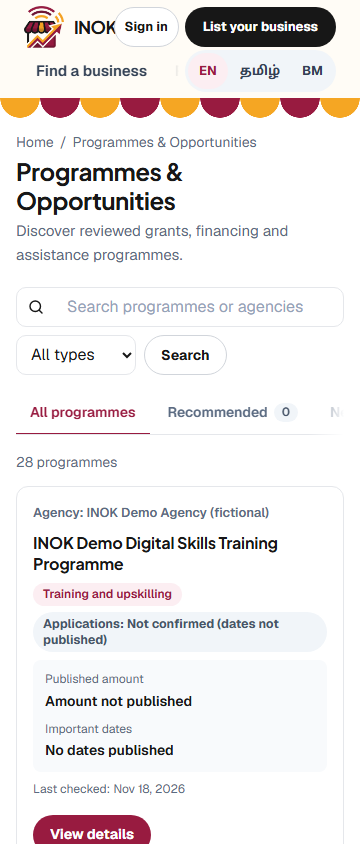 INOK
Sign in
List your business
Find a business
EN
தமிழ்
BM
Home / Programmes & Opportunities
Programmes &
Opportunities
Discover reviewed grants, financing and
assistance programmes.
Search programmes or agencies
All types
Search
All programmes
Recommended 0
28 programmes
Agency: INOK Demo Agency (fictional)
INOK Demo Digital Skills Training
Programme
Training and upskilling
Applications: Not confirmed (dates not
published)
Published amount
Amount not published
Important dates
No dates published
Last checked: Nov 18, 2026
View details